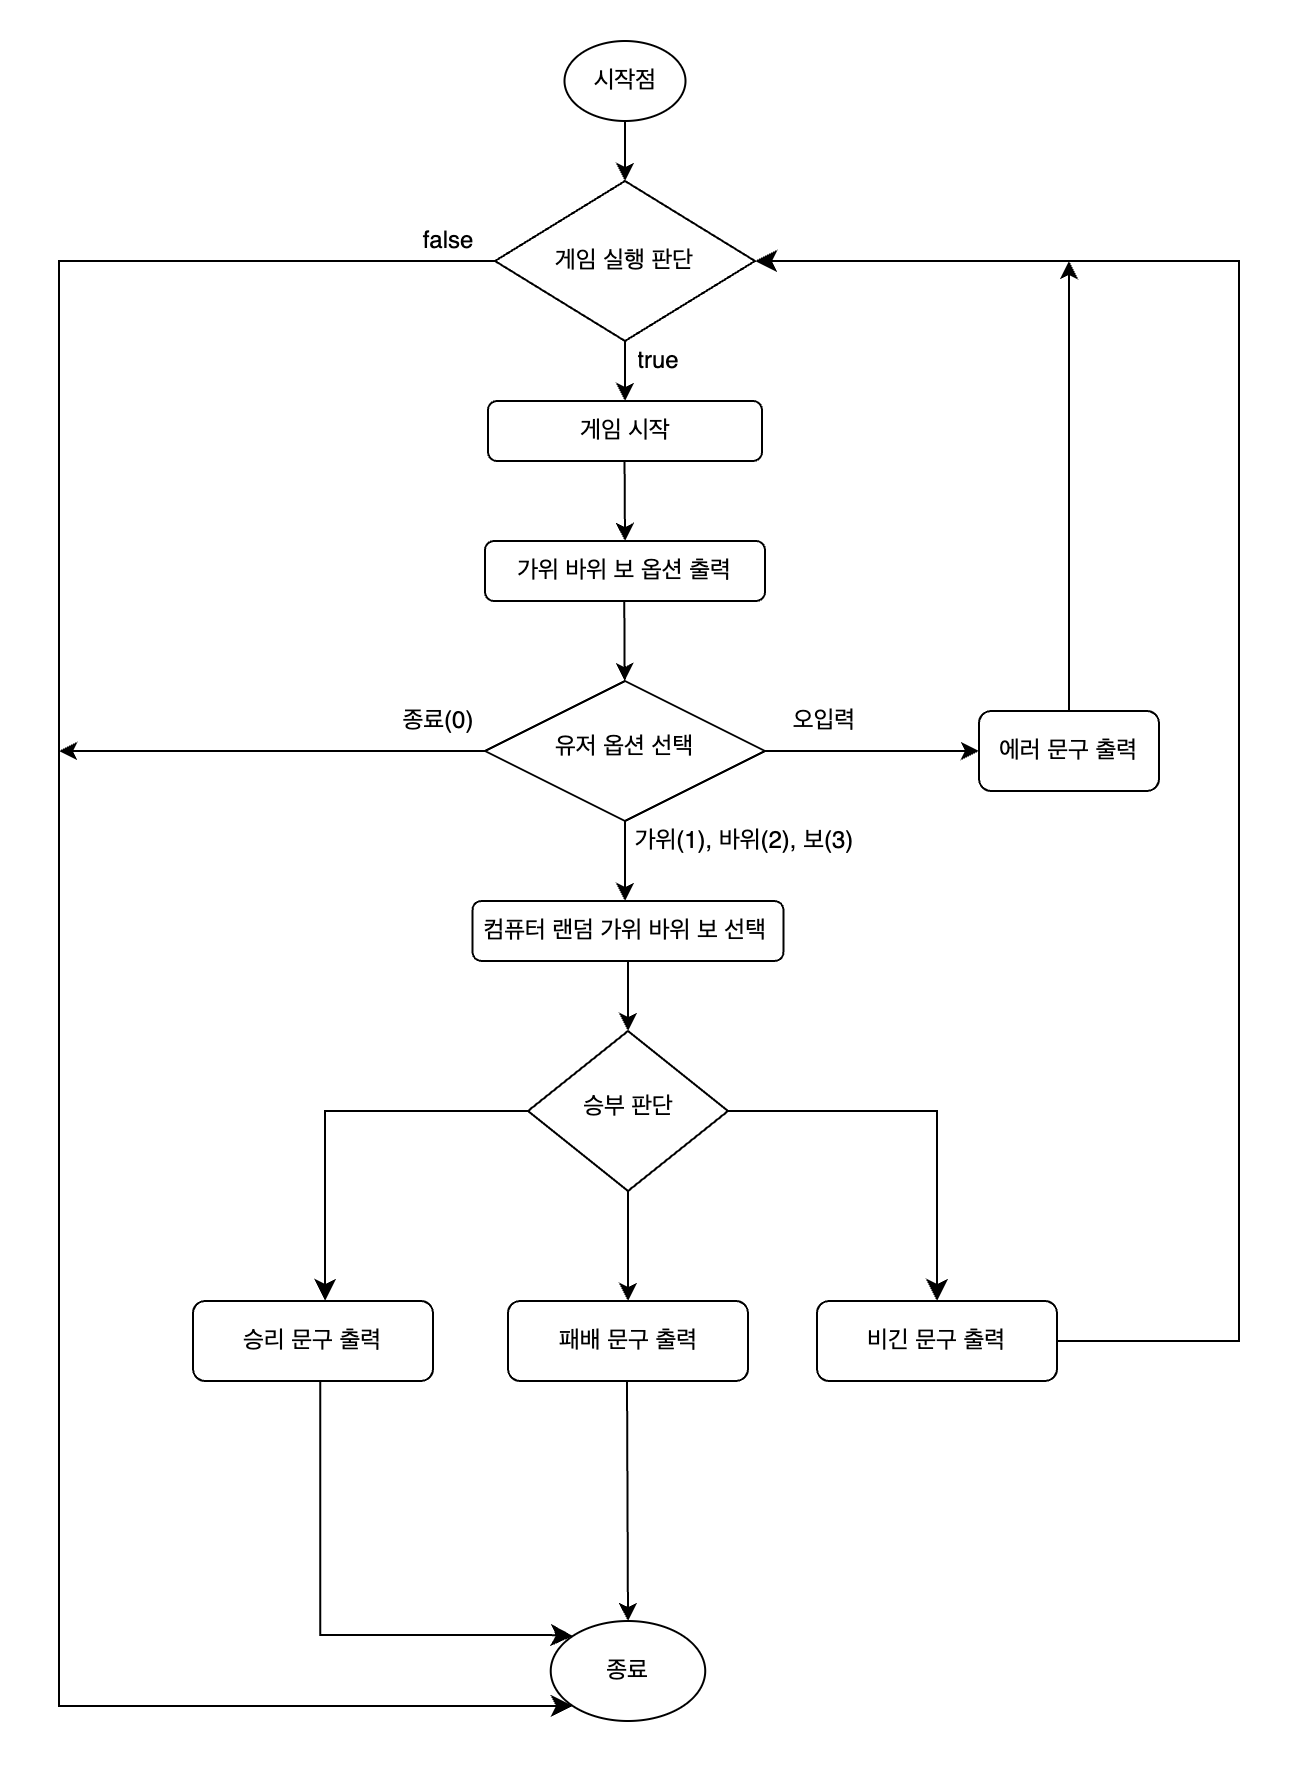 시작점
false
게임 실행 판단
true
게임 시작
가위 바위 보 옵션 출력
종료(0)
유저 옵션 선택
오입력
에러 문구 출력
가위(1), 바위(2), 보(3)
컴퓨터 랜덤 가위 바위 보 선택
승부 판단
승리 문구 출력
패배 문구 출력
비긴 문구 출력
종료